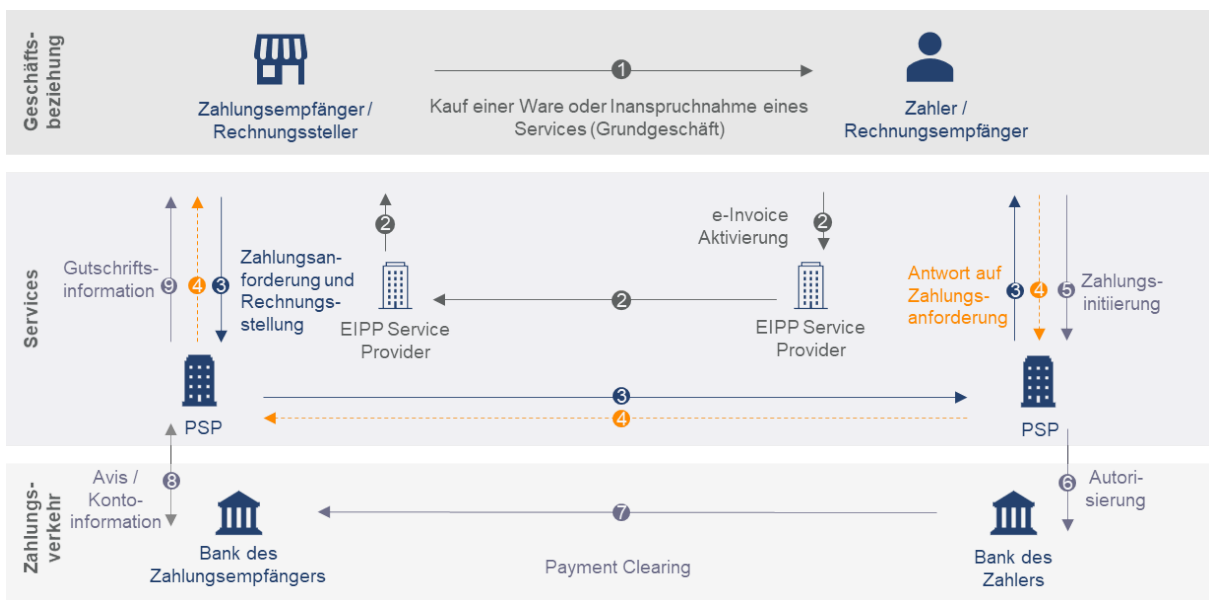 Geschäfts-
beziehung
Zahlungsempfänger /
Rechnungssteller
1
Kauf einer Ware oder Inanspruchnahme eines
Services (Grundgeschäft)
Zahler /
Rechnungsempfänger
Services
Gutschrifts-
information
9
4
3
Zahlungsan-
forderung und
Rechnungs-
stellung
2
EIPP Service
Provider
2
e-Invoice
Aktivierung
2
EIPP Service
Provider
Antwort auf
Zahlungs-
anforderung
3
4
5
Zahlungs-
initiierung
PSP
3
4
PSP
Zahlungs-
verkehr
Avis /
Konto-
information
8
Bank des
Zahlungsempfängers
7
Payment Clearing
6
Autori-
sierung
Bank des
Zahlers